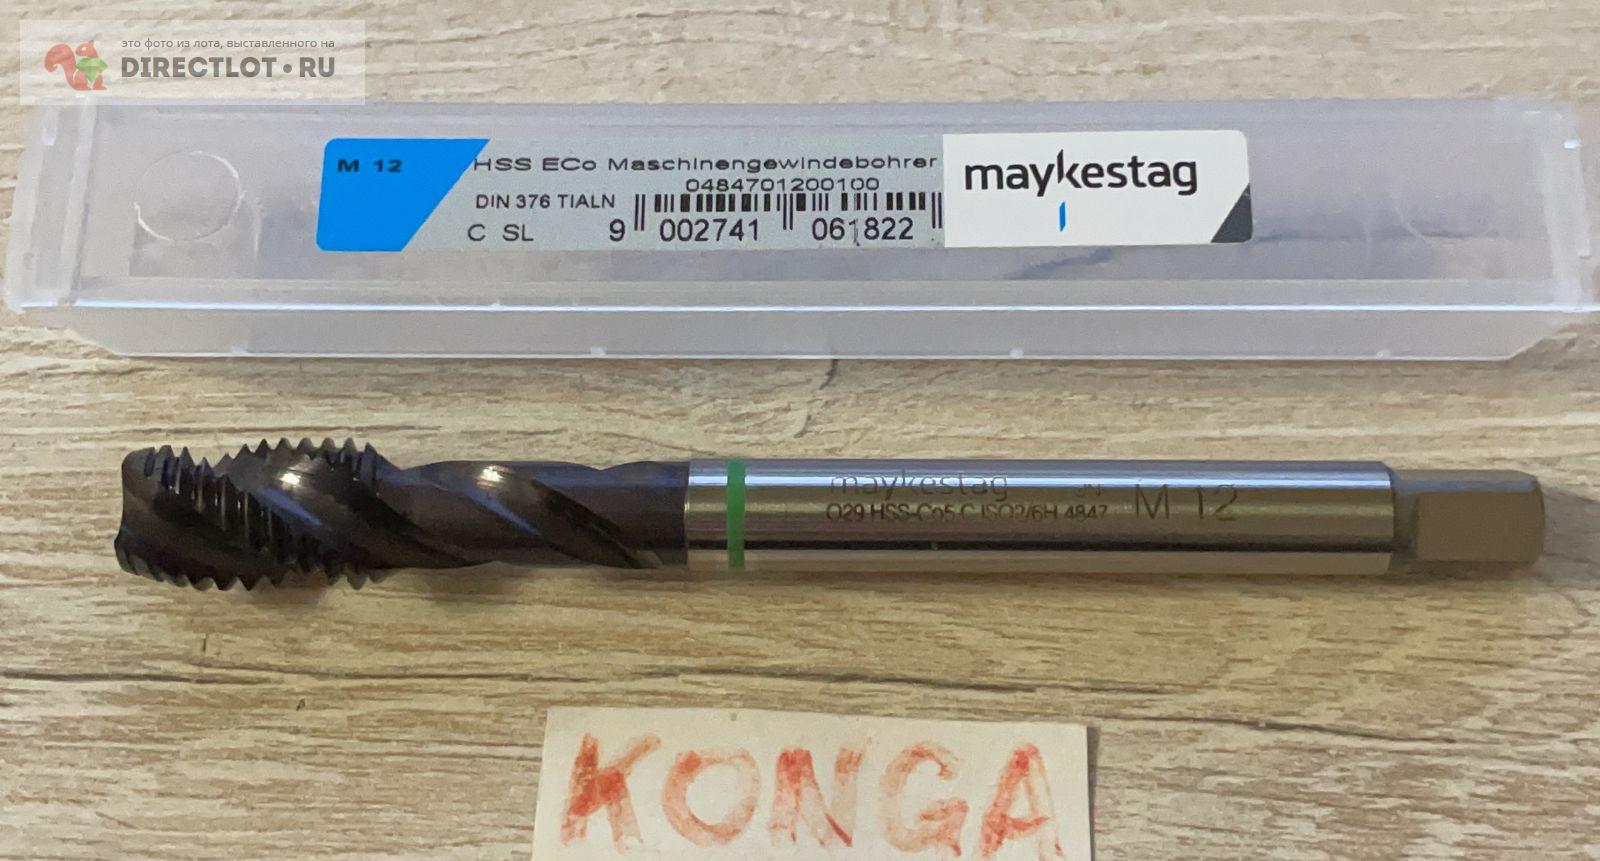 это фото из лота, выставленного на
DIRECTLOT•RU
M 12
HSS ECo Maschinengewindebohrer
0484701200100
DIN 376 TIALN
C SL
9 002741 061822
maykestag
maykestag
M 12
O29 HSS-Co5 C ISO2/6H 4847
KONGA